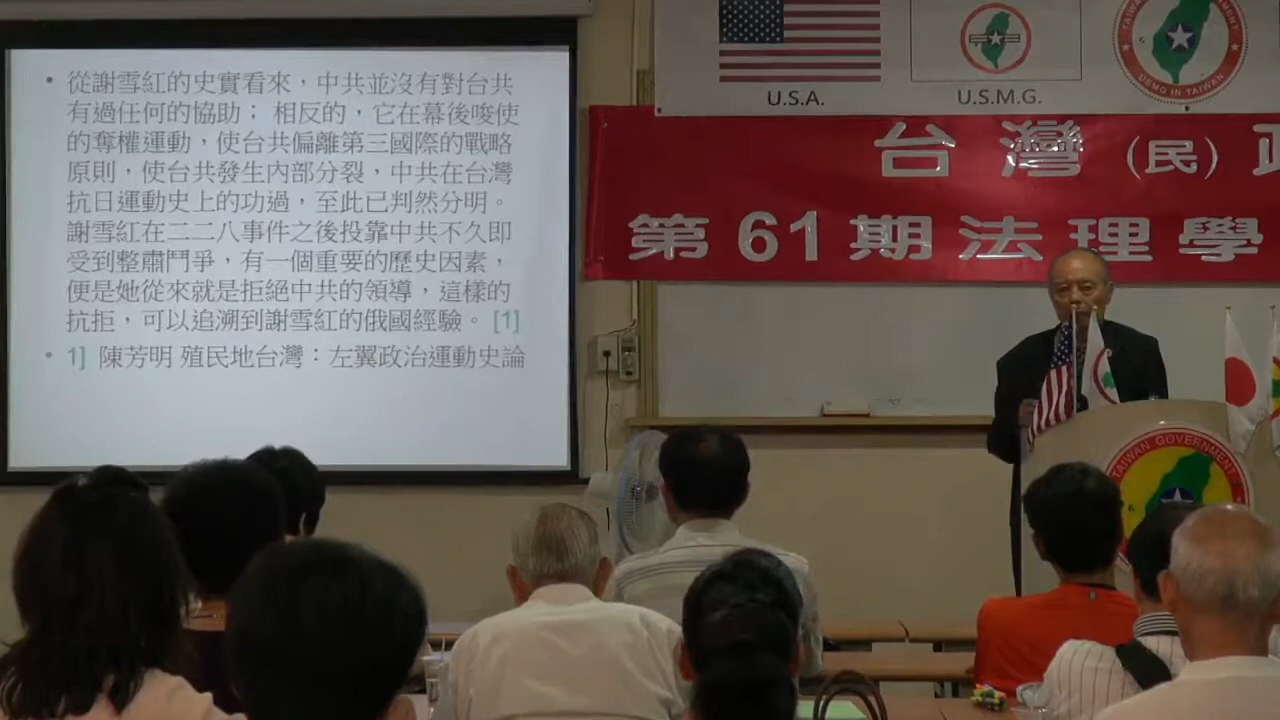 • 從謝雪紅的史實看來，中共並沒有對台共
有過任何的協助； 相反的，它在幕後唆使
的奪權運動，使台共偏離第三國際的戰略
原則，使台共發生內部分裂，中共在台灣
抗日運動史上的功過，至此已判然分明。
謝雪紅在二二八事件之後投靠中共不久即
受到整肅鬥爭，有一個重要的歷史因素，
便是她從來就是拒絕中共的領導，這樣的
抗拒，可以追溯到謝雪紅的俄國經驗。 [1]
• 1] 陳芳明 殖民地台灣：左翼政治運動史論
U.S.A.
U.S.M.G.
USMG IN TAIWAN
台灣(民)政
第61期法理學
TAIWAN GOVERNMENT